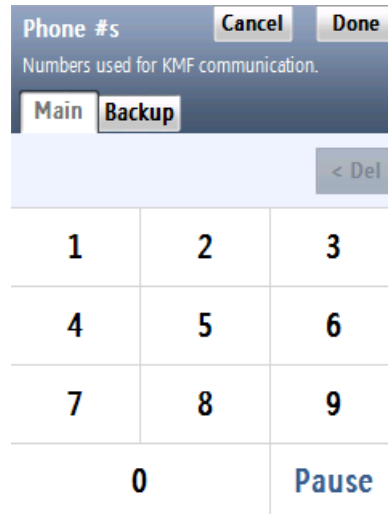 Phone #s Cancel Done
Numbers used for KMF communication.
Main Backup
< Del
1 2 3
4 5 6
7 8 9
0 Pause